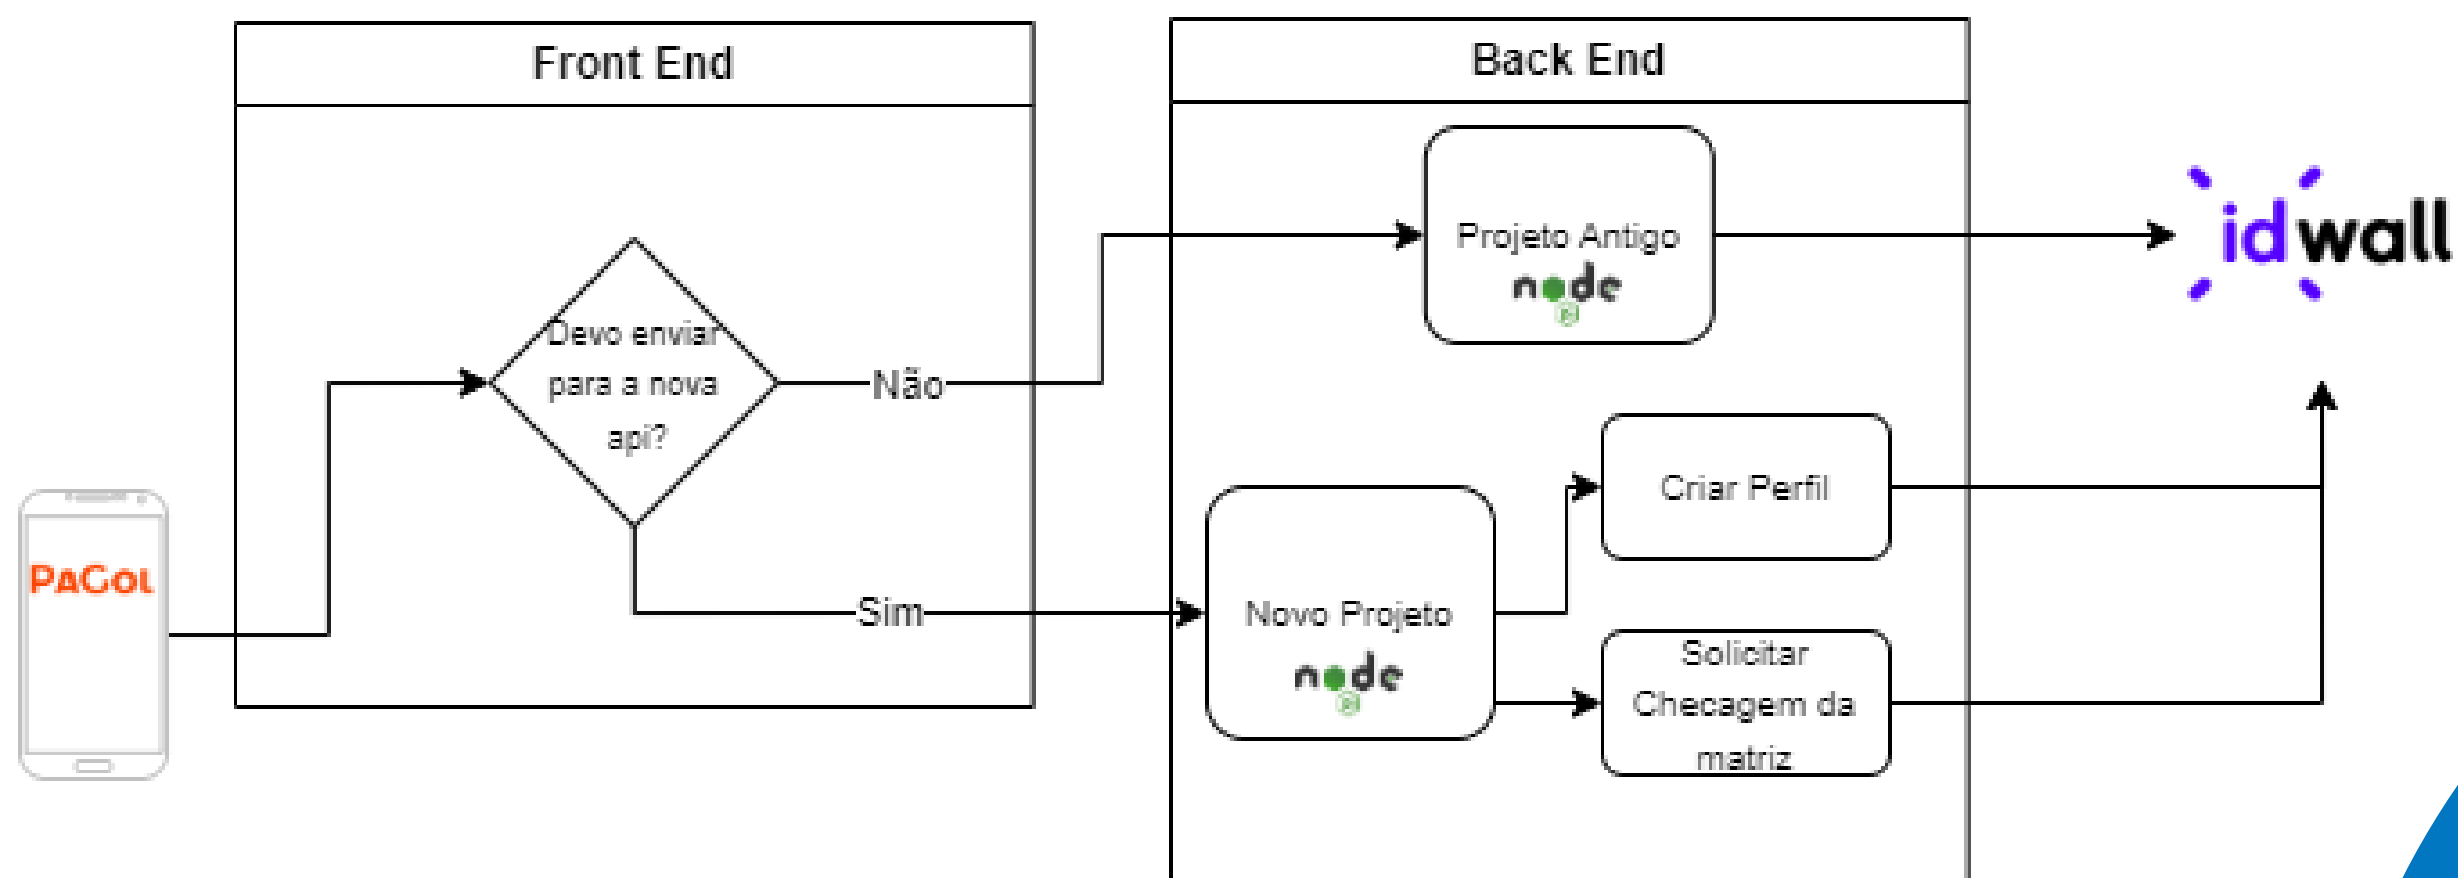 Front End
Back End
Projeto Antigo
node
idwall
Devo enviar
para a nova
api?
Não
Criar Perfil
PAGOL
Sim
Novo Projeto
node
Solicitar
Checagem da
matriz